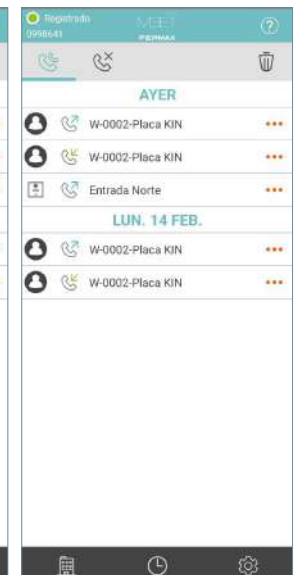 Registrado
0998641
MEET
FERMAX
AYER
W-0002-Placa KIN
W-0002-Placa KIN
Entrada Norte
LUN. 14 FEB.
W-0002-Placa KIN
W-0002-Placa KIN